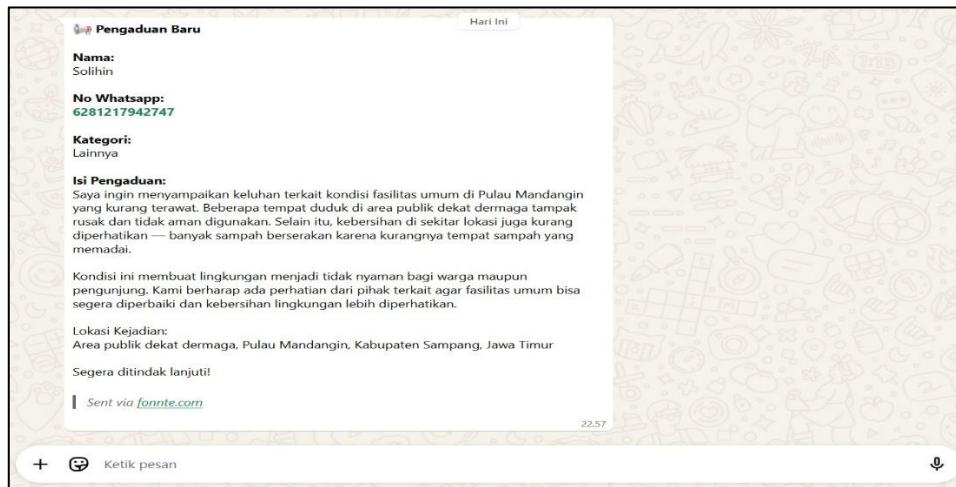 Hari Ini
Pengaduan Baru
Nama:
Solihin
No Whatsapp:
6281217942747
Kategori:
Lainnya
Isi Pengaduan:
Saya ingin menyampaikan keluhan terkait kondisi fasilitas umum di Pulau Mandangin
yang kurang terawat. Beberapa tempat duduk di area publik dekat dermaga tampak
rusak dan tidak aman digunakan. Selain itu, kebersihan di sekitar lokasi juga kurang
diperhatikan — banyak sampah berserakan karena kurangnya tempat sampah yang
memadai.
Kondisi ini membuat lingkungan menjadi tidak nyaman bagi warga maupun
pengunjung. Kami berharap ada perhatian dari pihak terkait agar fasilitas umum bisa
segera diperbaiki dan kebersihan lingkungan lebih diperhatikan.
Lokasi Kejadian:
Area publik dekat dermaga, Pulau Mandangin, Kabupaten Sampang, Jawa Timur
Segera ditindak lanjuti!
Sent via fonnte.com
22.57
Ketik pesan